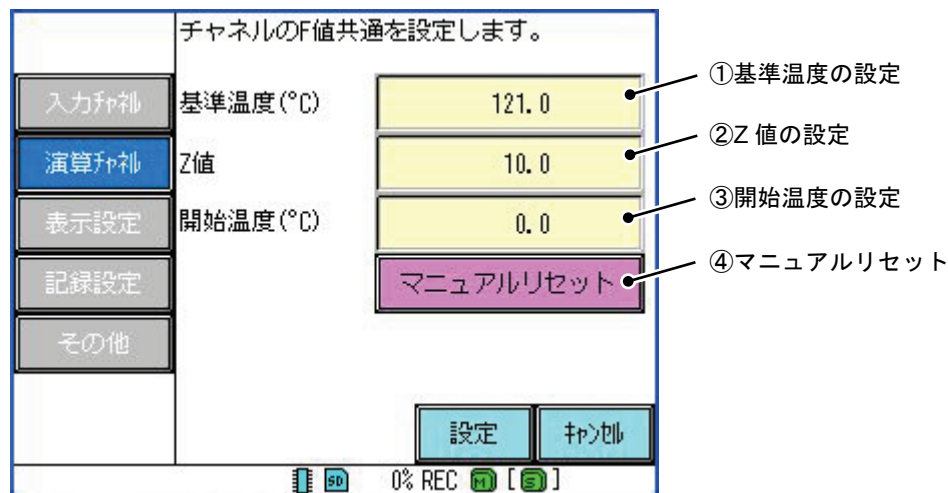 チャネルのF値共通を設定します。
入力ﾁｬﾈﾙ
演算ﾁｬﾈﾙ
表示設定
記録設定
その他
基準温度(°C)
121.0
Z値
10.0
開始温度(°C)
0.0
マニュアルリセット
設定
ｷｬﾝｾﾙ
SD
0% REC M [S]
①基準温度の設定
②Z 値の設定
③開始温度の設定
④マニュアルリセット